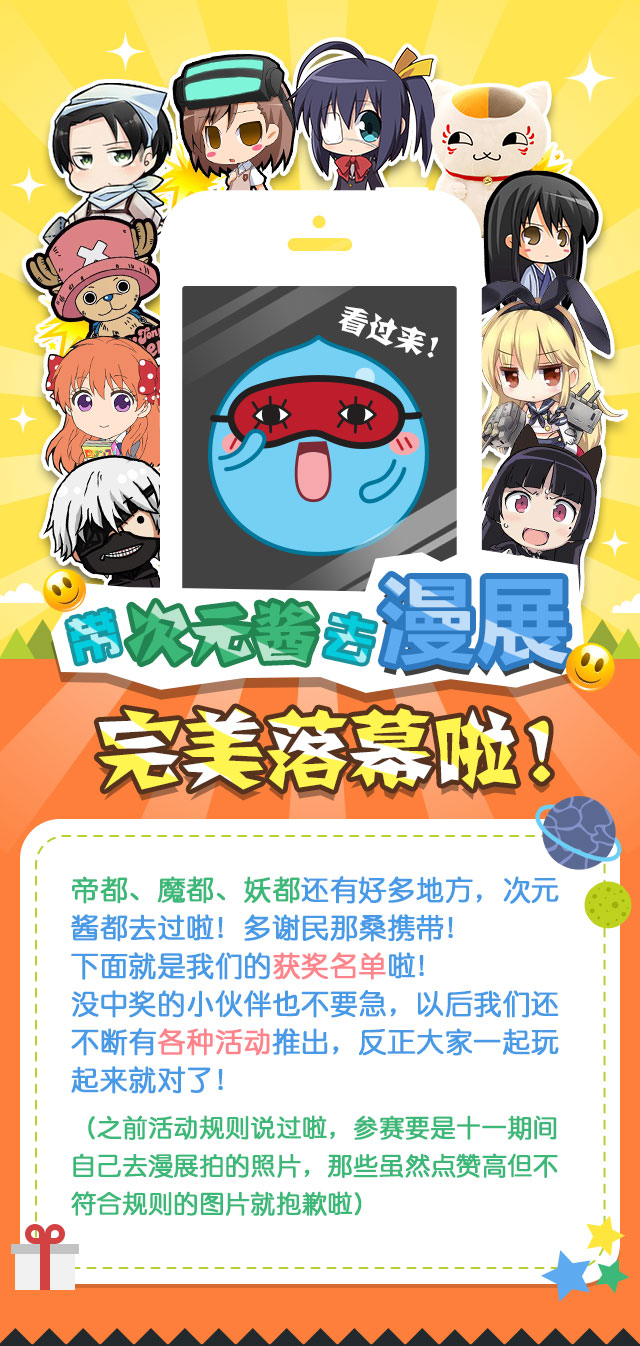 看过来!
带次元酱去漫展
完美落幕啦!
帝都、魔都、妖都还有好多地方，次元
酱都去过啦！多谢民那桑携带！
下面就是我们的获奖名单啦！
没中奖的小伙伴也不要急，以后我们还
不断有各种活动推出，反正大家一起玩
起来就对了！
（之前活动规则说过啦，参赛要是十一期间
自己去漫展拍的照片，那些虽然点赞高但不
符合规则的图片就抱歉啦）